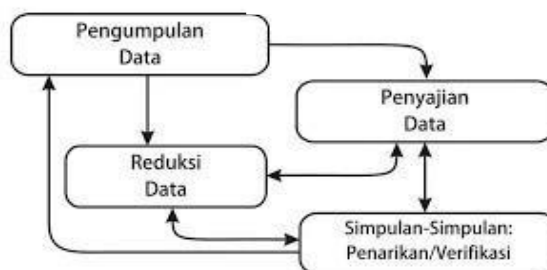 Pengumpulan
Data
Penyajian
Data
Reduksi
Data
Simpulan-Simpulan:
Penarikan/Verifikasi